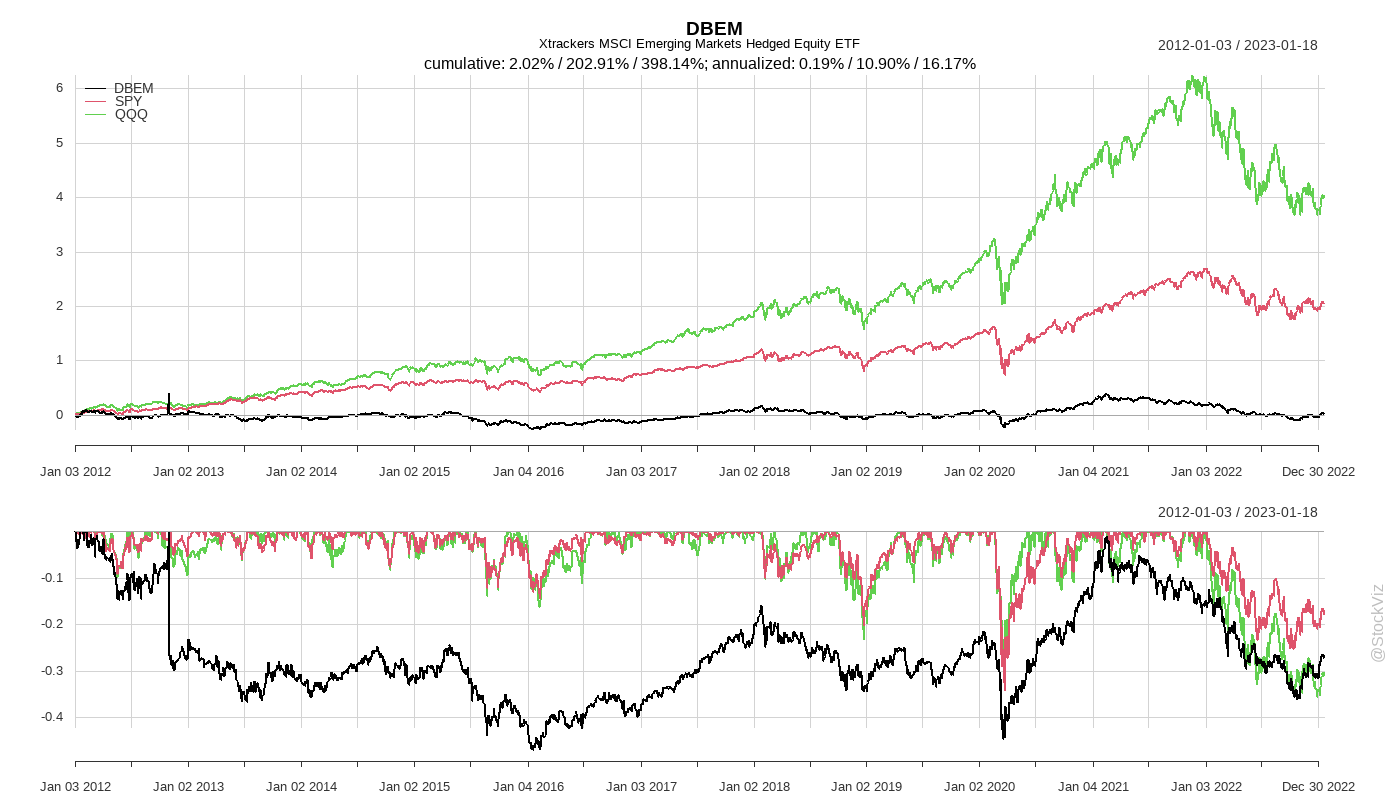 DBEM
Xtrackers MSCI Emerging Markets Hedged Equity ETF
2012-01-03 / 2023-01-18
cumulative: 2.02% / 202.91% / 398.14%; annualized: 0.19% / 10.90% / 16.17%
DBEM
SPY
QQQ
6
5
4
3
2
1
0
Jan 03 2012 Jan 02 2013 Jan 02 2014 Jan 02 2015 Jan 04 2016 Jan 03 2017 Jan 02 2018 Jan 02 2019 Jan 02 2020 Jan 04 2021 Jan 03 2022 Dec 30 2022
2012-01-03 / 2023-01-18
-0.1
-0.2
-0.3
-0.4
Jan 03 2012 Jan 02 2013 Jan 02 2014 Jan 02 2015 Jan 04 2016 Jan 03 2017 Jan 02 2018 Jan 02 2019 Jan 02 2020 Jan 04 2021 Jan 03 2022 Dec 30 2022
@StockViz